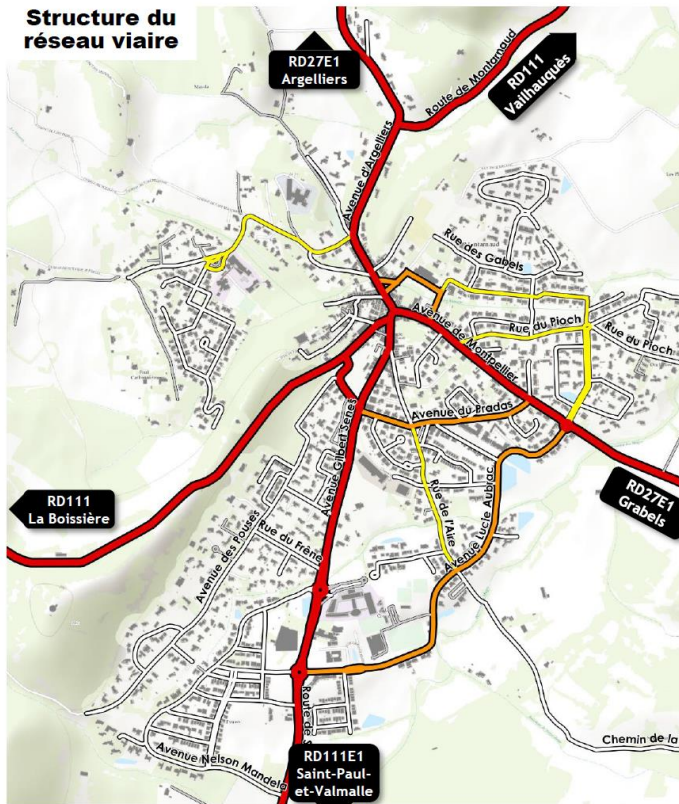 Structure du
réseau viaire
RD27E1
Argelliers
RD111
Vailhauquès
Route de Montarnaud
Avenue d'Argelliers
Rue des Gabels
Avenue de Montpellier
Rue du Pioch
Rue du Pioch
Avenue du Pradas
Avenue Gilbert Senès
RD27E1
Grabels
RD111
La Boissière
Rue de l'Aire
Avenue Lucie Aubrac
Rue du Frêne
Avenue des Pouses
Route de S
Chemin de la
Avenue Nelson Mandela
RD111E1
Saint-Paul-
et-Valmalle